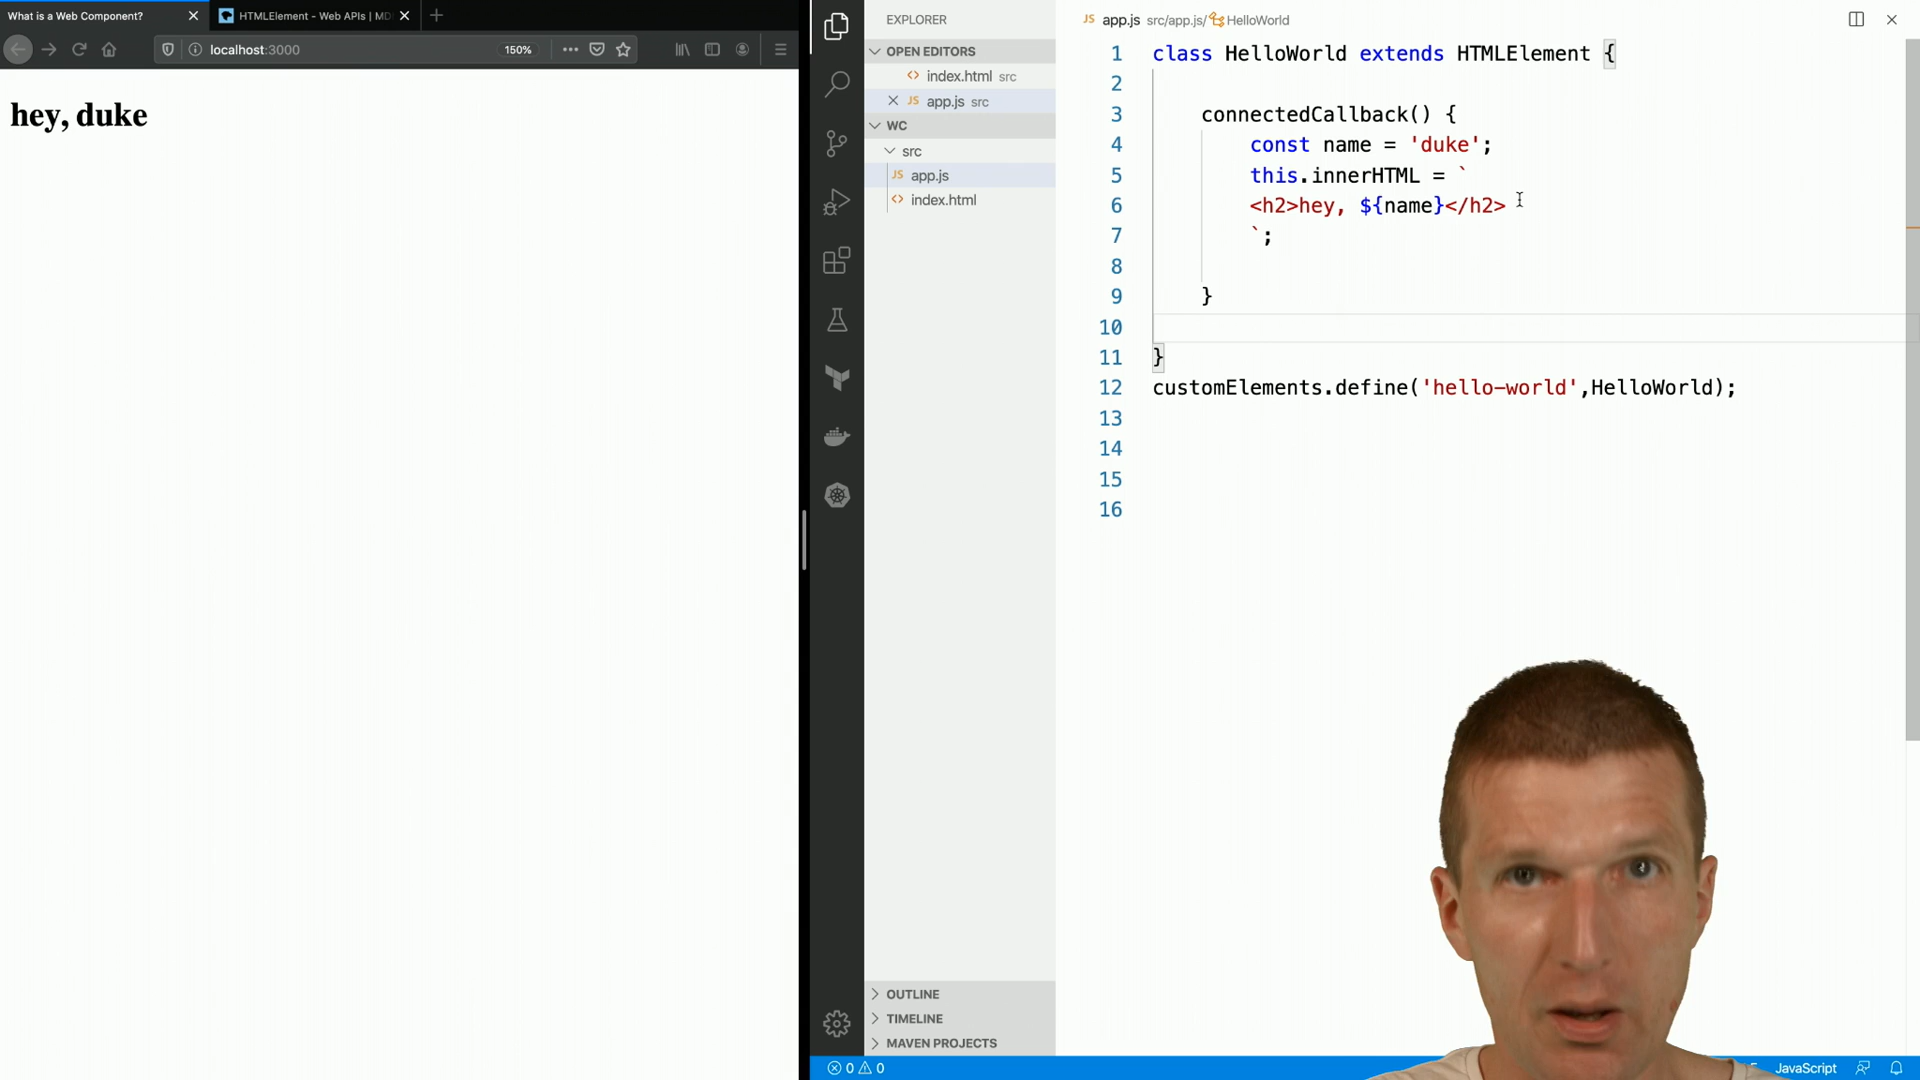 What is a Web Component?
HTMLElement - Web APIs | MD
localhost:3000
150%
hey, duke
EXPLORER
OPEN EDITORS
index.html src
JS app.js src
WC
src
JS app.js
index.html
OUTLINE
TIMELINE
MAVEN PROJECTS
JS app.js src/app.js/ HelloWorld
1 class HelloWorld extends HTMLElement {
2
3 connectedCallback() {
4 const name = 'duke';
5 this.innerHTML = `
6 <h2>hey, ${name}</h2>
7 `;
8
9 }
10
11 }
12 customElements.define('hello-world',HelloWorld);
13
14
15
16
0 0
JavaScript